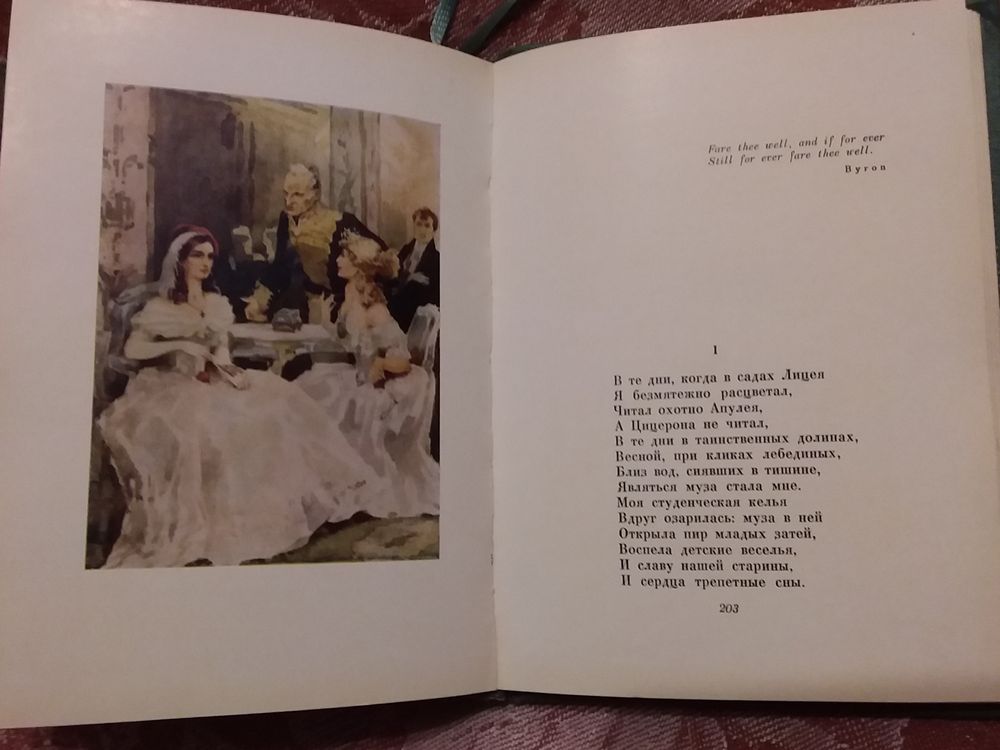 Fare thee well, and if for ever
Still for ever fare thee well.
Byron
I
В те дни, когда в садах Лицея
Я безмятежно расцветал,
Читал охотно Апулея,
А Цицерона не читал,
В те дни в таинственных долинах,
Весной, при кликах лебединых,
Близ вод, сиявших в тишине,
Являться муза стала мне.
Моя студенческая келья
Вдруг озарилась: муза в ней
Открыла пир младых затей,
Воспела детские веселья,
И славу нашей старины,
И сердца трепетные сны.
203